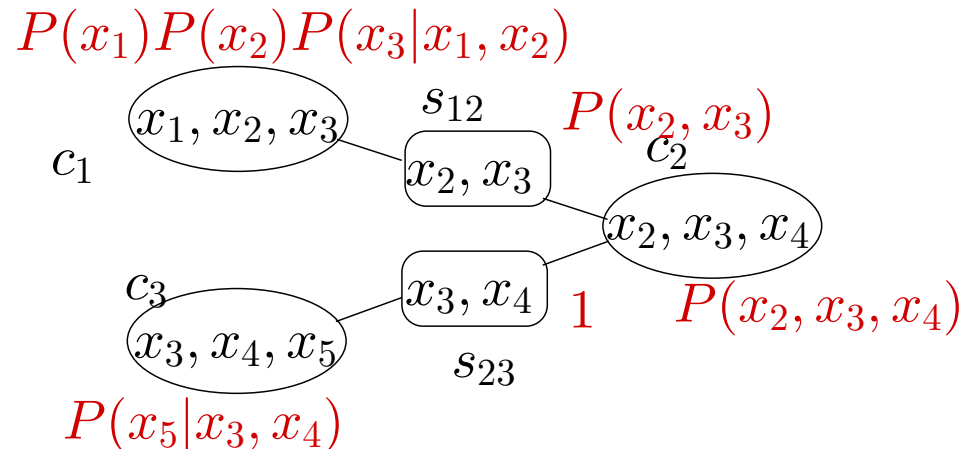 P(x₁)P(x₂)P(x₃|x₁, x₂)
x₁, x₂, x₃
c₁
s₁₂
x₂, x₃
P(x₂, x₃)
c₂
x₂, x₃, x₄
P(x₂, x₃, x₄)
x₃, x₄
1
s₂₃
c₃
x₃, x₄, x₅
P(x₅|x₃, x₄)